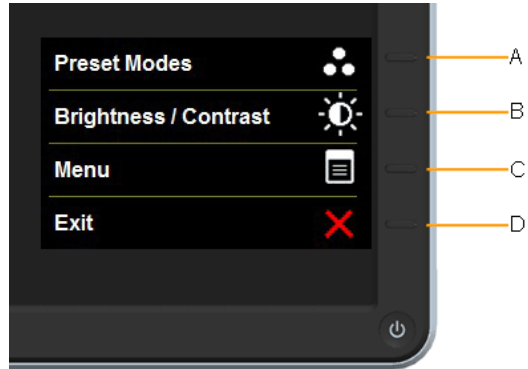 Preset Modes
A
Brightness / Contrast
B
Menu
C
Exit
D